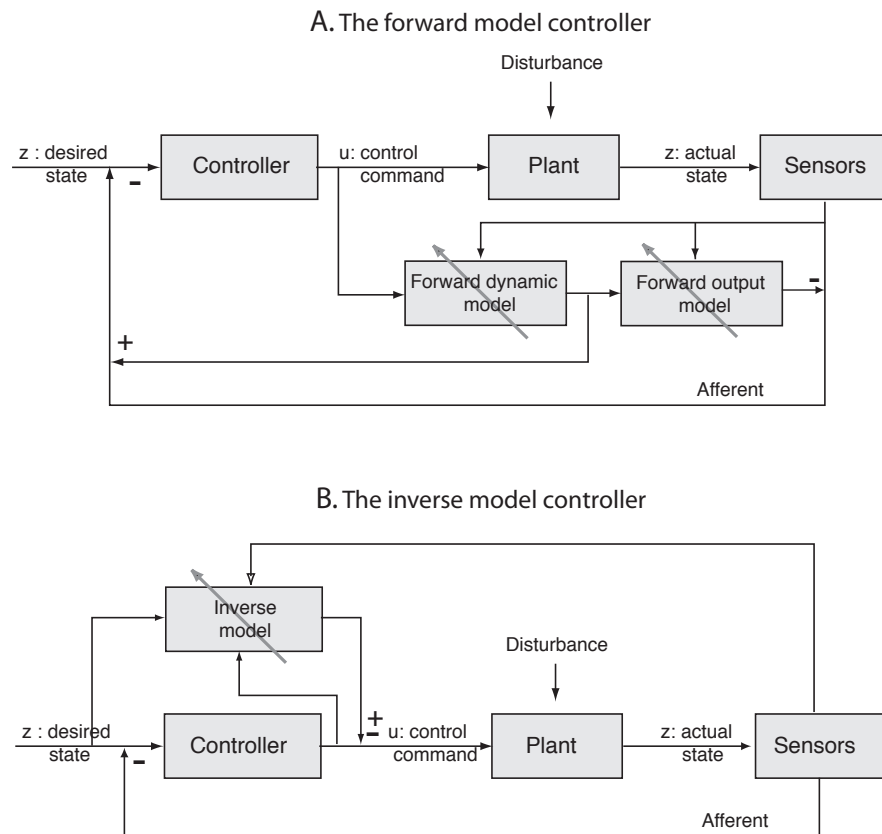 A. The forward model controller
Disturbance
z : desired
state
-
Controller
u: control
command
Plant
z: actual
state
Sensors
Forward dynamic
model
Forward output
model
-
+
Afferent
B. The inverse model controller
Inverse
model
Disturbance
z : desired
state
-
Controller
+
-
u: control
command
Plant
z: actual
state
Sensors
Afferent